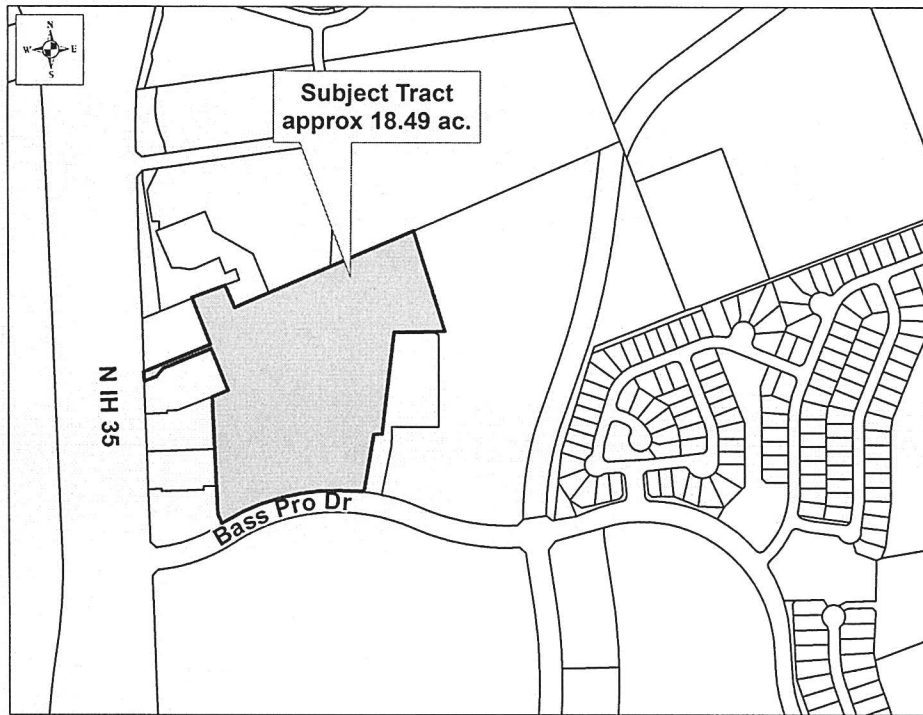 N
W E
S
Subject Tract
approx 18.49 ac.
N IH 35
Bass Pro Dr